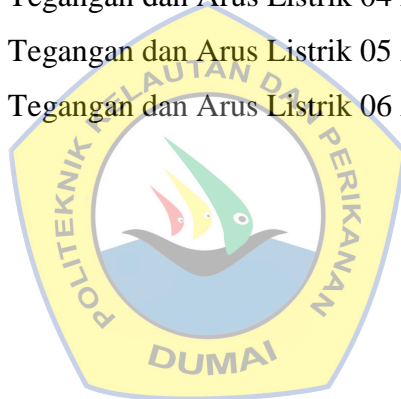 Tegangan dan Arus Listrik 04
Tegangan dan Arus Listrik 05
Tegangan dan Arus Listrik 06
POLITEKNIK KELAUTAN DAN PERIKANAN
DUMAI